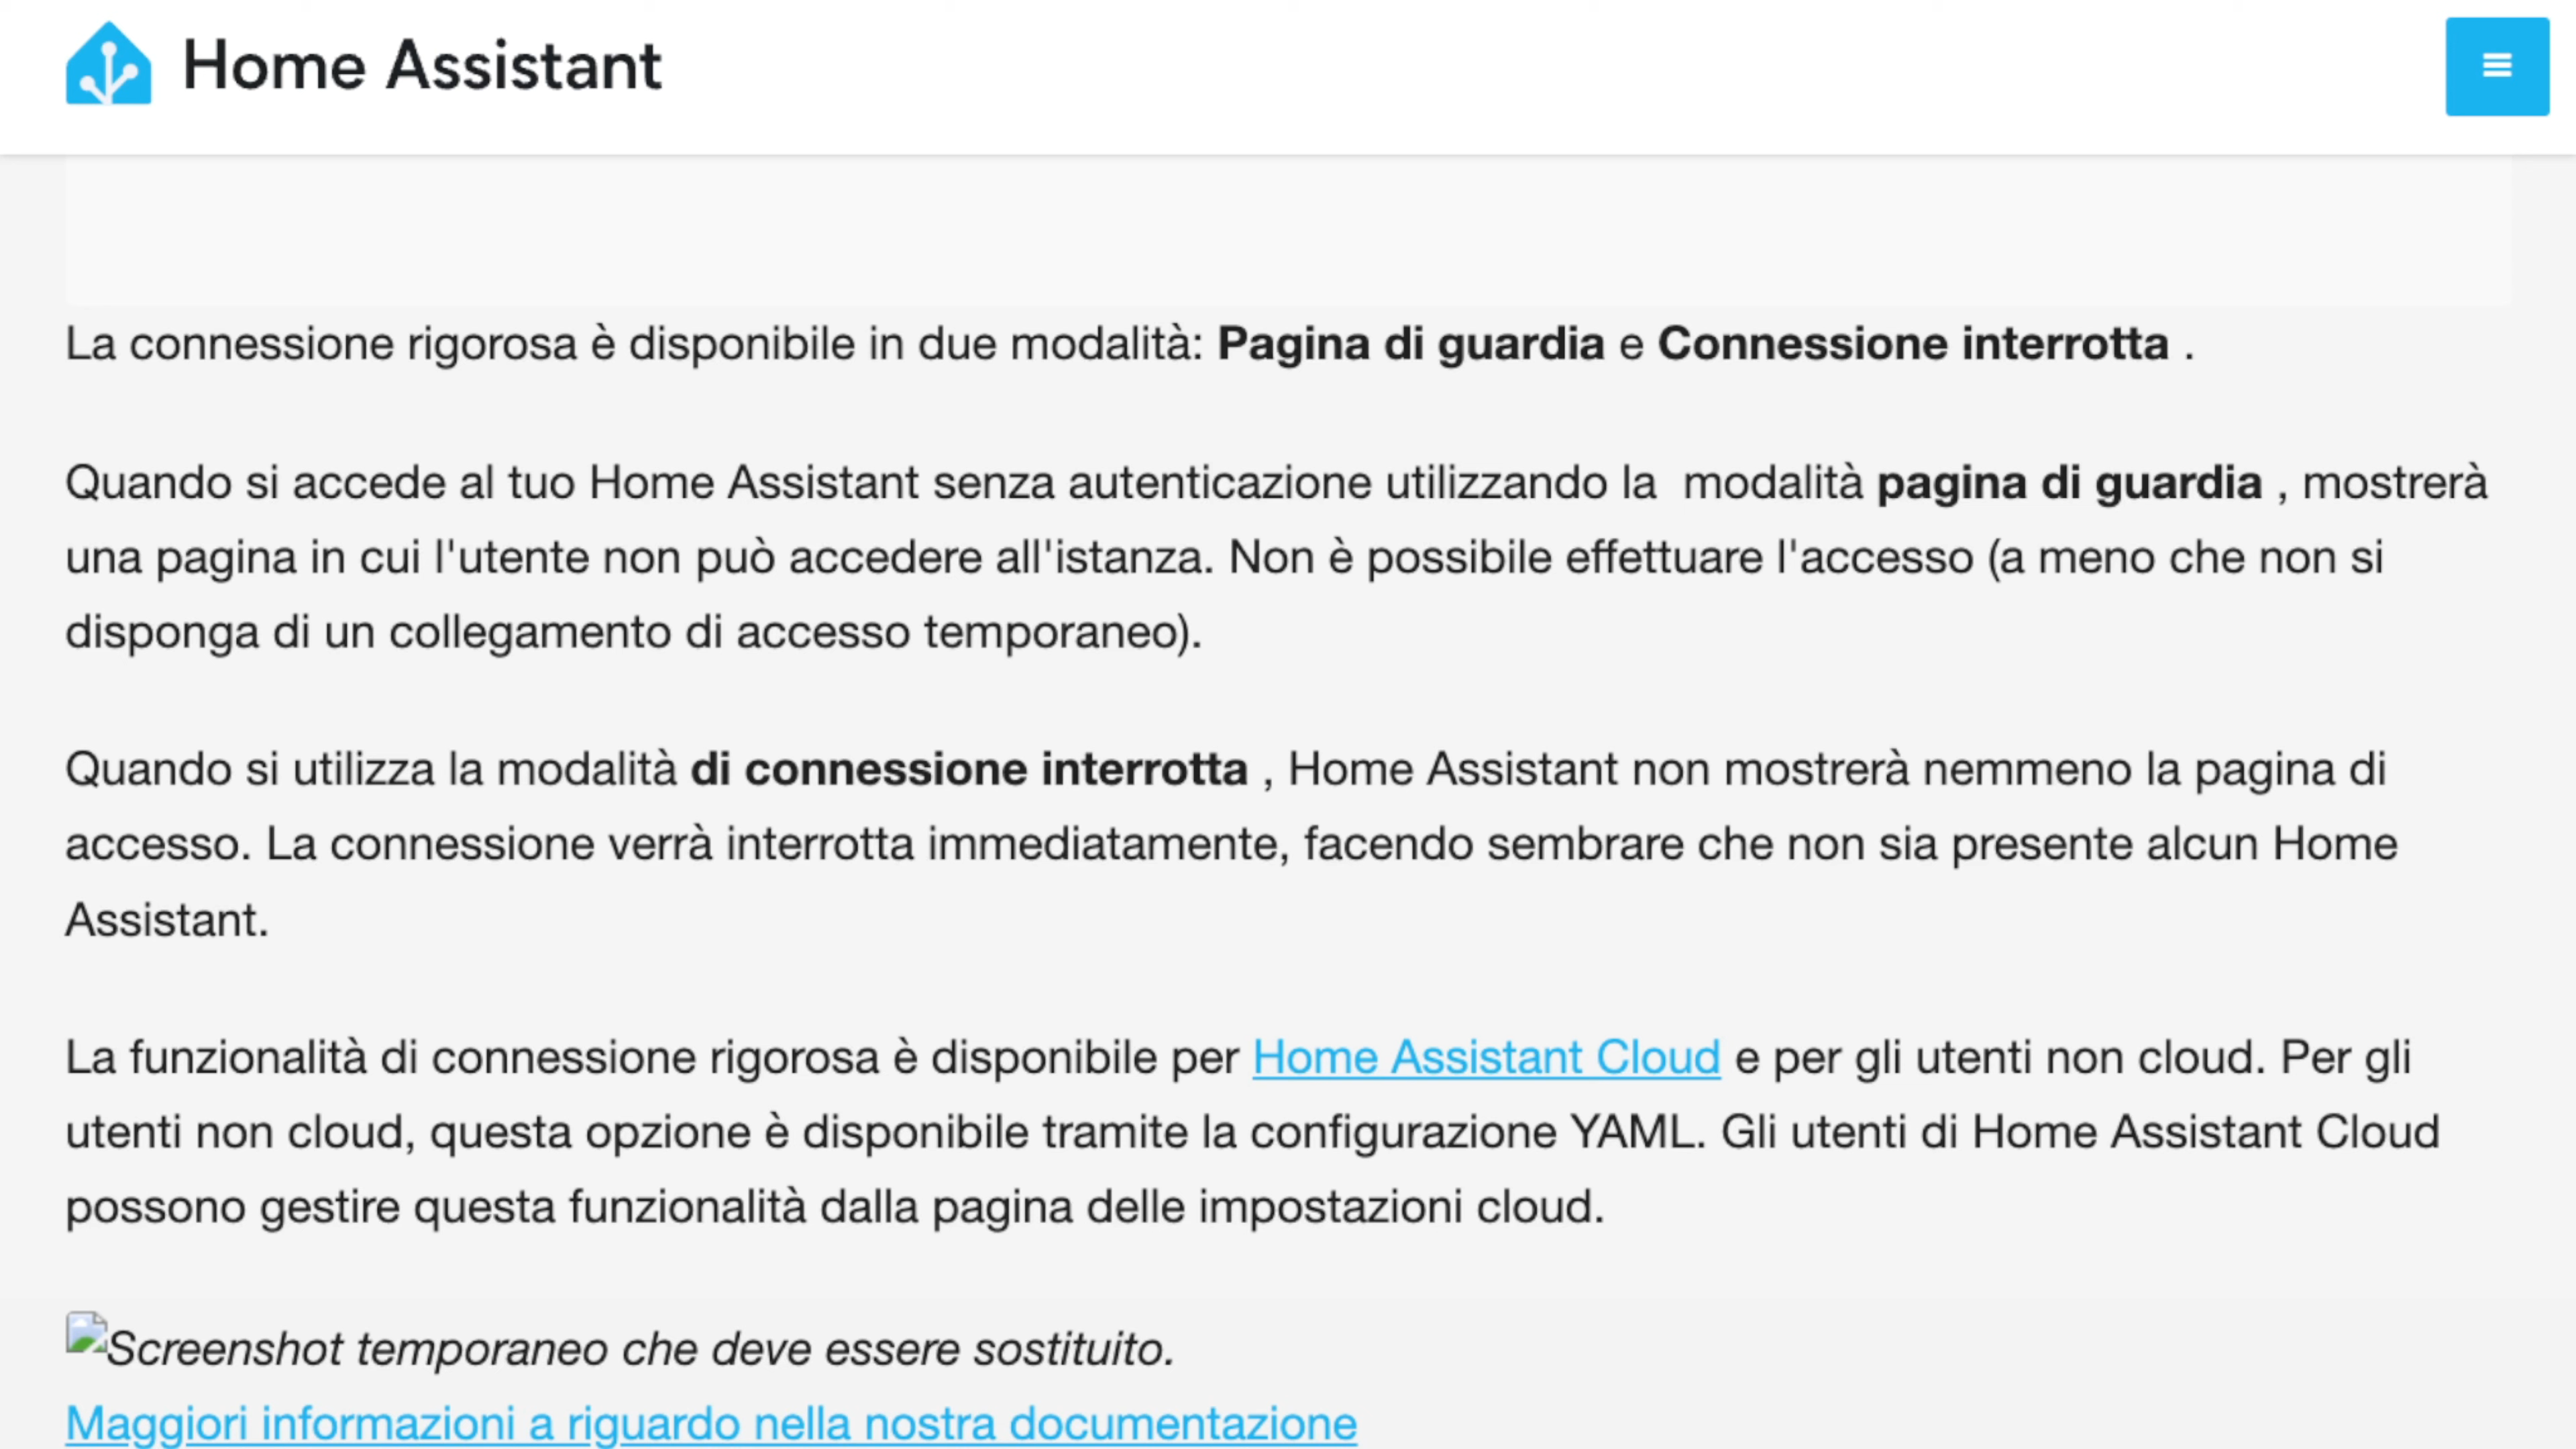 Home Assistant
La connessione rigorosa è disponibile in due modalità: Pagina di guardia e Connessione interrotta .
Quando si accede al tuo Home Assistant senza autenticazione utilizzando la  modalità pagina di guardia , mostrerà
una pagina in cui l'utente non può accedere all'istanza. Non è possibile effettuare l'accesso (a meno che non si
disponga di un collegamento di accesso temporaneo).
Quando si utilizza la modalità di connessione interrotta , Home Assistant non mostrerà nemmeno la pagina di
accesso. La connessione verrà interrotta immediatamente, facendo sembrare che non sia presente alcun Home
Assistant.
La funzionalità di connessione rigorosa è disponibile per Home Assistant Cloud e per gli utenti non cloud. Per gli
utenti non cloud, questa opzione è disponibile tramite la configurazione YAML. Gli utenti di Home Assistant Cloud
possono gestire questa funzionalità dalla pagina delle impostazioni cloud.
Screenshot temporaneo che deve essere sostituito.
Maggiori informazioni a riguardo nella nostra documentazione